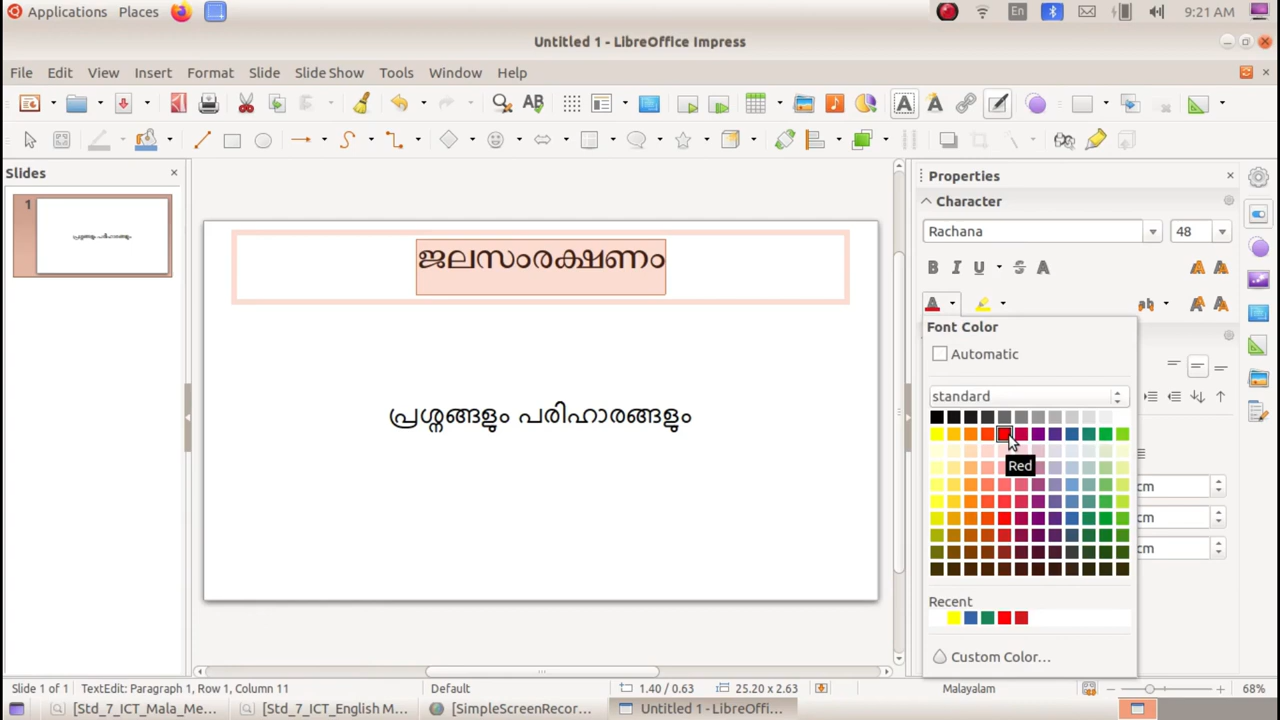 Applications Places En 9:21 AM
Untitled 1 - LibreOffice Impress
File Edit View Insert Format Slide Slide Show Tools Window Help
Slides
Properties
Character
1
Rachana 48
ജലസംരക്ഷണം
Font Color
Automatic
standard
പ്രശ്നങ്ങളും പരിഹാരങ്ങളും
Red
cm
cm
cm
Recent
Custom Color...
Slide 1 of 1 TextEdit: Paragraph 1, Row 1, Column 11 Default 1.40 / 0.63 25.20 x 2.63 Malayalam 68%
[Std_7_ICT_Mala_Me... [Std_7_ICT_English M... [SimpleScreenRecor... Untitled 1 - LibreOffi...